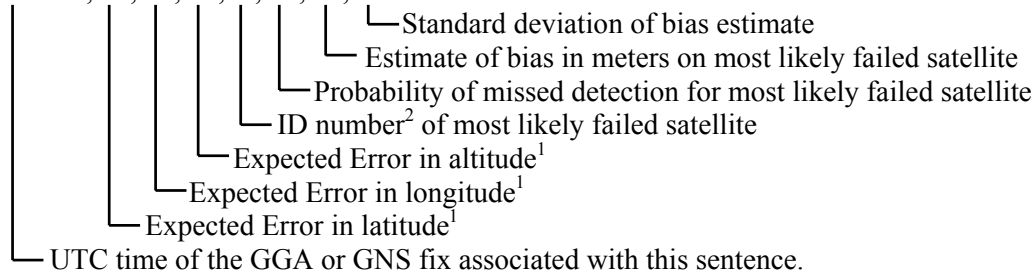 Standard deviation of bias estimate
Estimate of bias in meters on most likely failed satellite
Probability of missed detection for most likely failed satellite
ID number² of most likely failed satellite
Expected Error in altitude¹
Expected Error in longitude¹
Expected Error in latitude¹
UTC time of the GGA or GNS fix associated with this sentence.